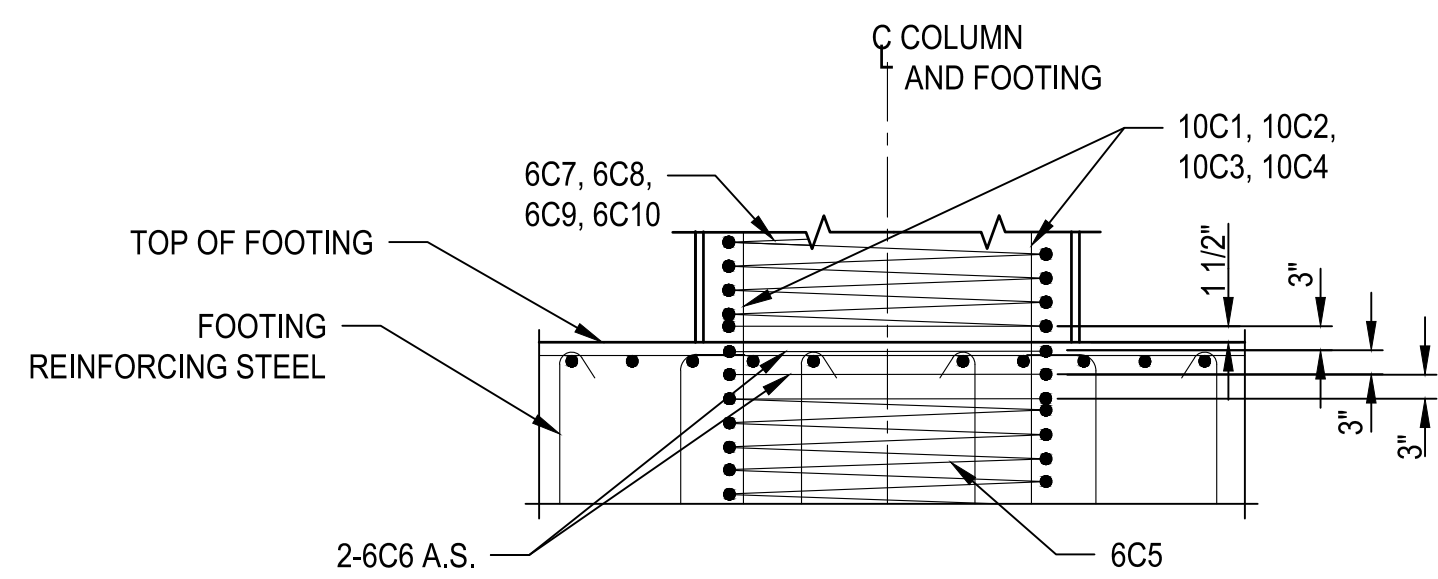 ℄ COLUMN
AND FOOTING
10C1, 10C2,
10C3, 10C4
6C7, 6C8,
6C9, 6C10
TOP OF FOOTING
FOOTING
REINFORCING STEEL
1 1/2"
3"
3"
3"
2-6C6 A.S.
6C5